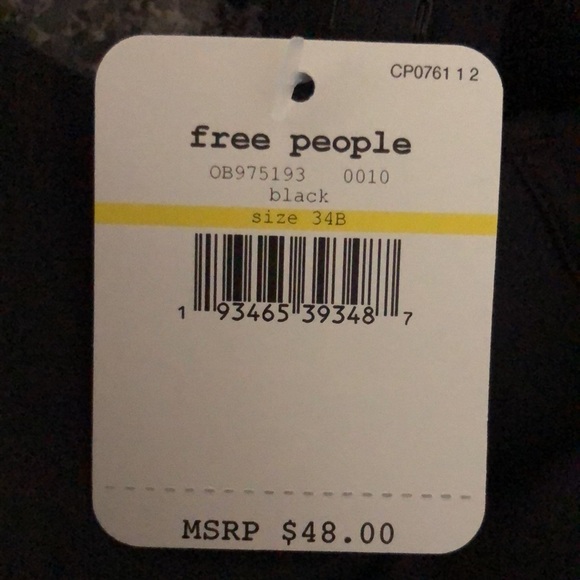 CP0761 1 2
free people
OB975193 0010
black
size 34B
1 93465 39348 7
MSRP $48.00